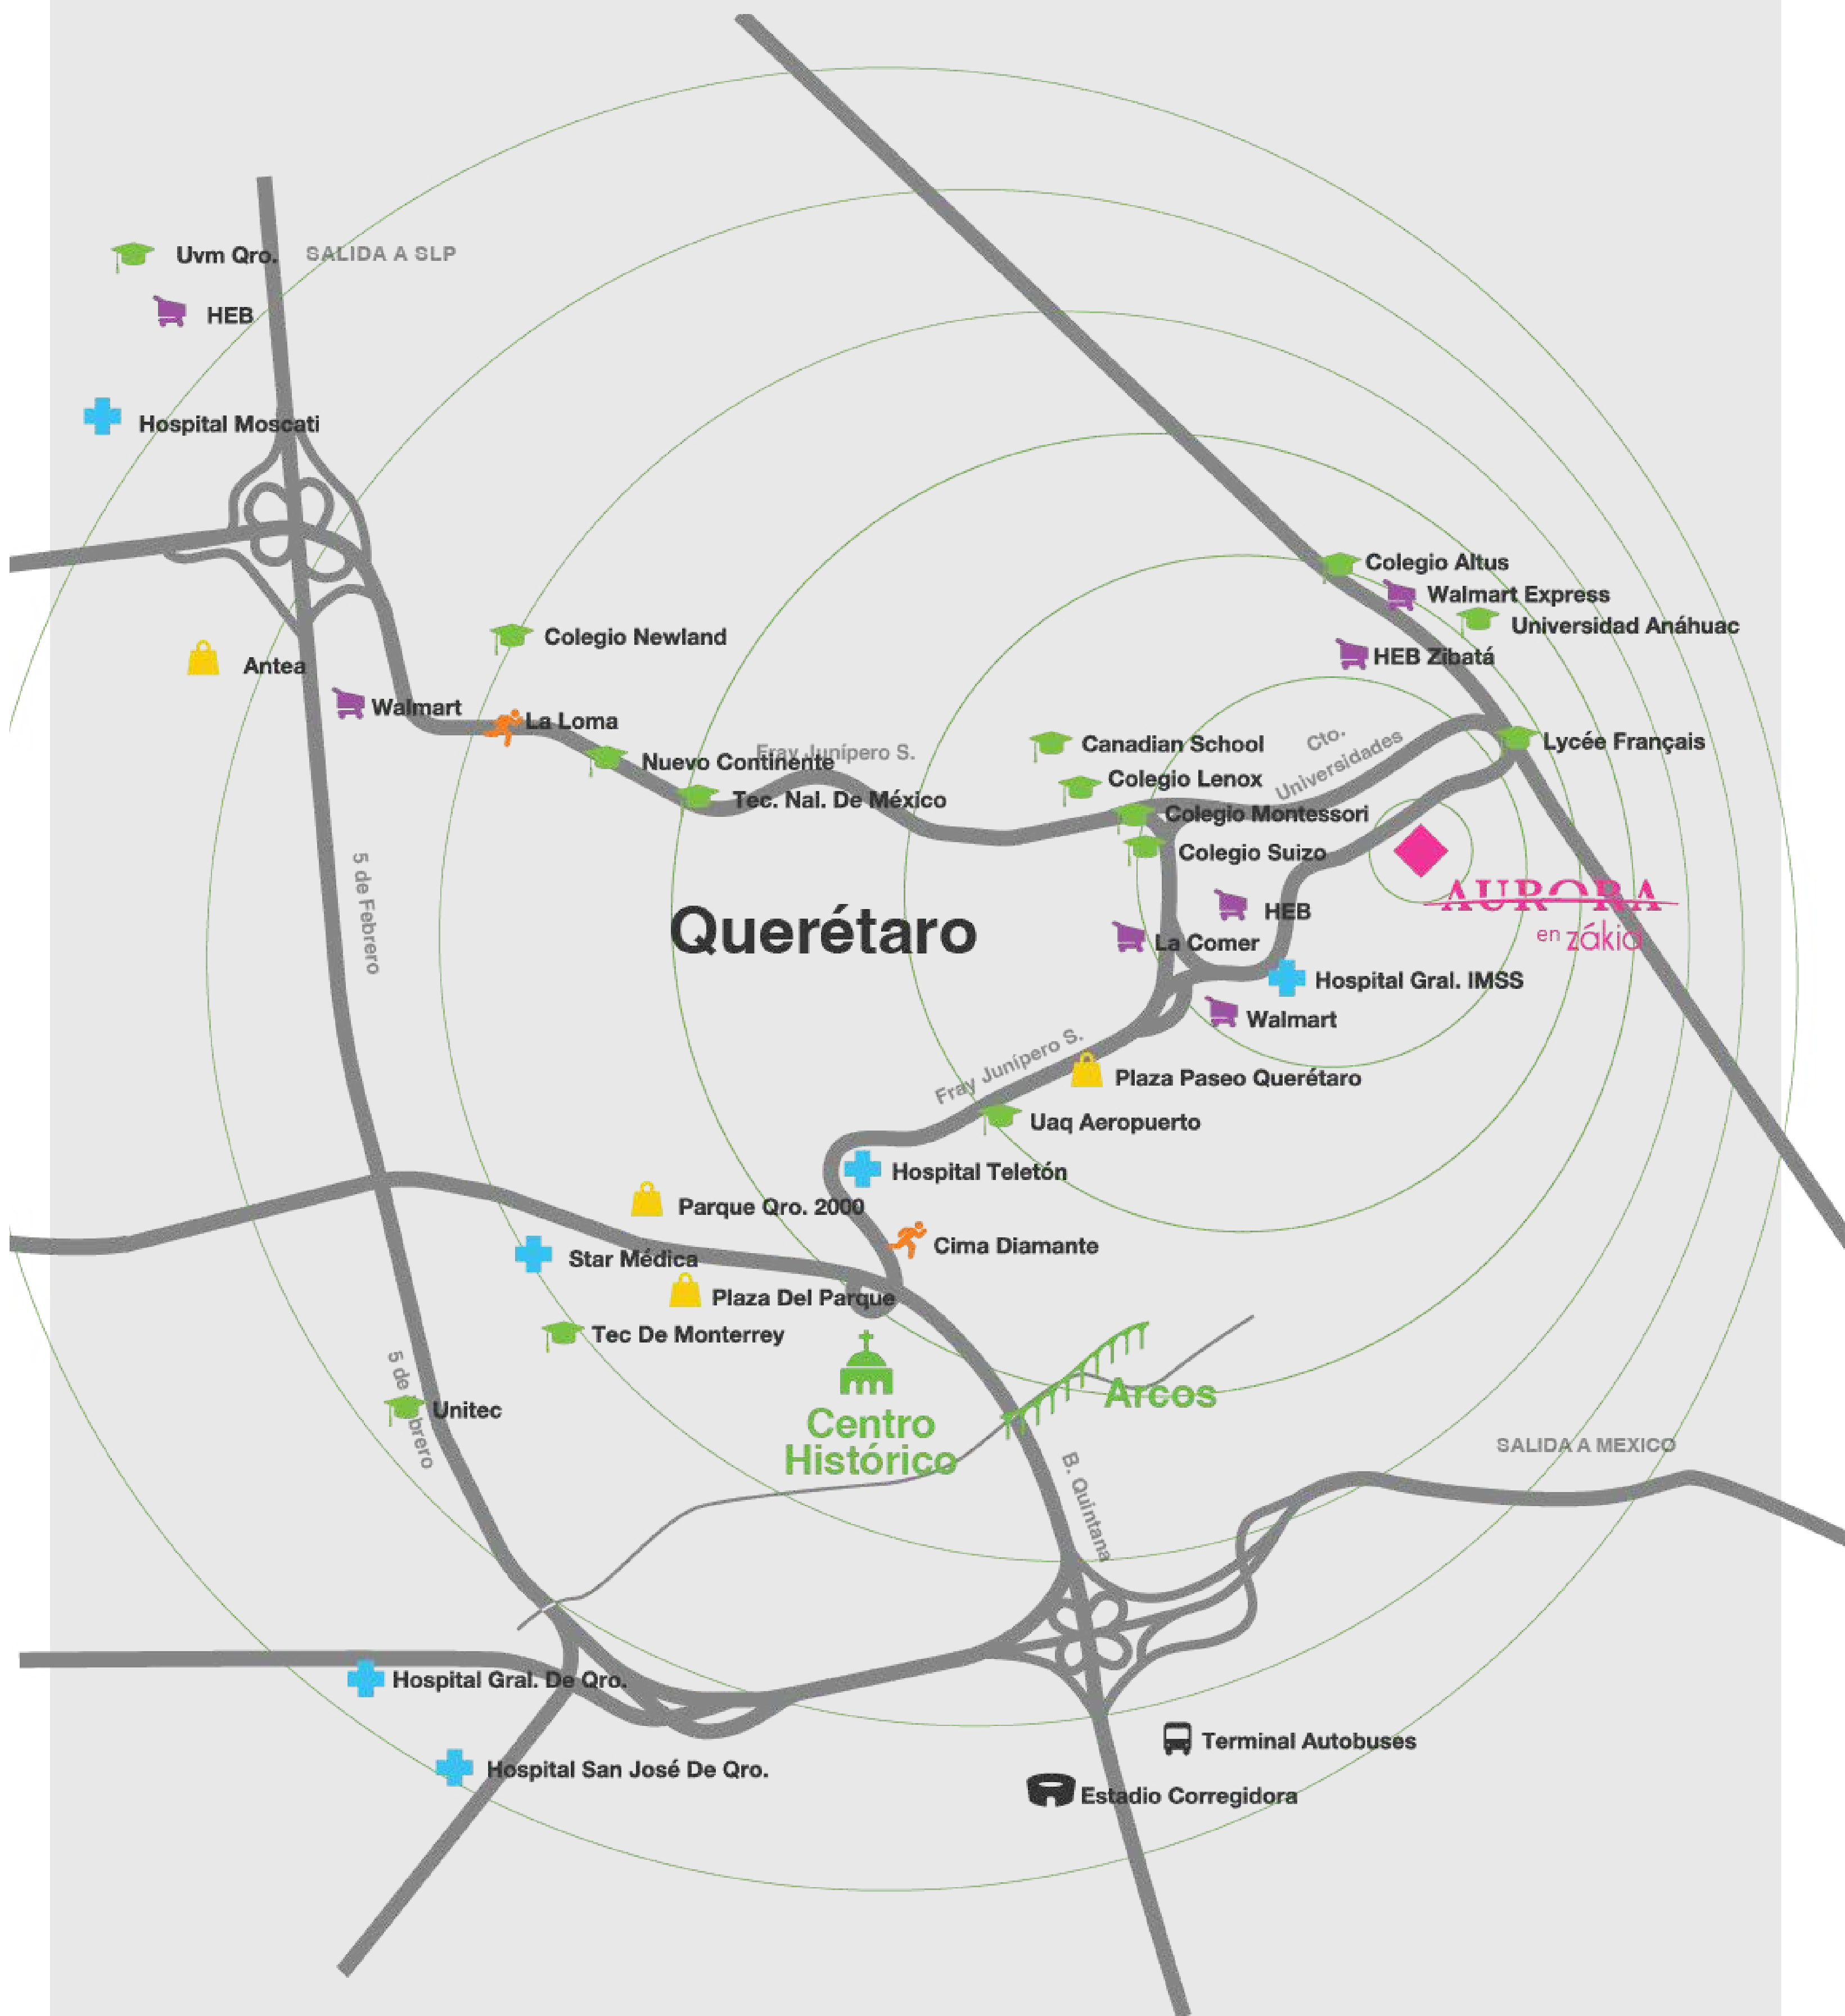 Uvm Qro.
SALIDA A SLP
HEB
Hospital Moscati
Colegio Altus
Walmart Express
Universidad Anáhuac
Colegio Newland
HEB Zibatá
Antea
Walmart
La Loma
Fray Junípero S.
Nuevo Continente
Tec. Nal. De México
Canadian School
Cto.
Universidades
Lycée Français
Colegio Lenox
Colegio Montessori
Colegio Suizo
5 de Febrero
Querétaro
HEB
La Comer
AURORA
en zákia
Hospital Gral. IMSS
Walmart
Fray Junípero S.
Plaza Paseo Querétaro
Uaq Aeropuerto
Hospital Teletón
Parque Qro. 2000
Cima Diamante
Star Médica
Plaza Del Parque
Tec De Monterrey
Arcos
5 de brero
Unitec
Centro
Histórico
B. Quintana
SALIDA A MEXICO
Hospital Gral. De Qro.
Terminal Autobuses
Hospital San José De Qro.
Estadio Corregidora